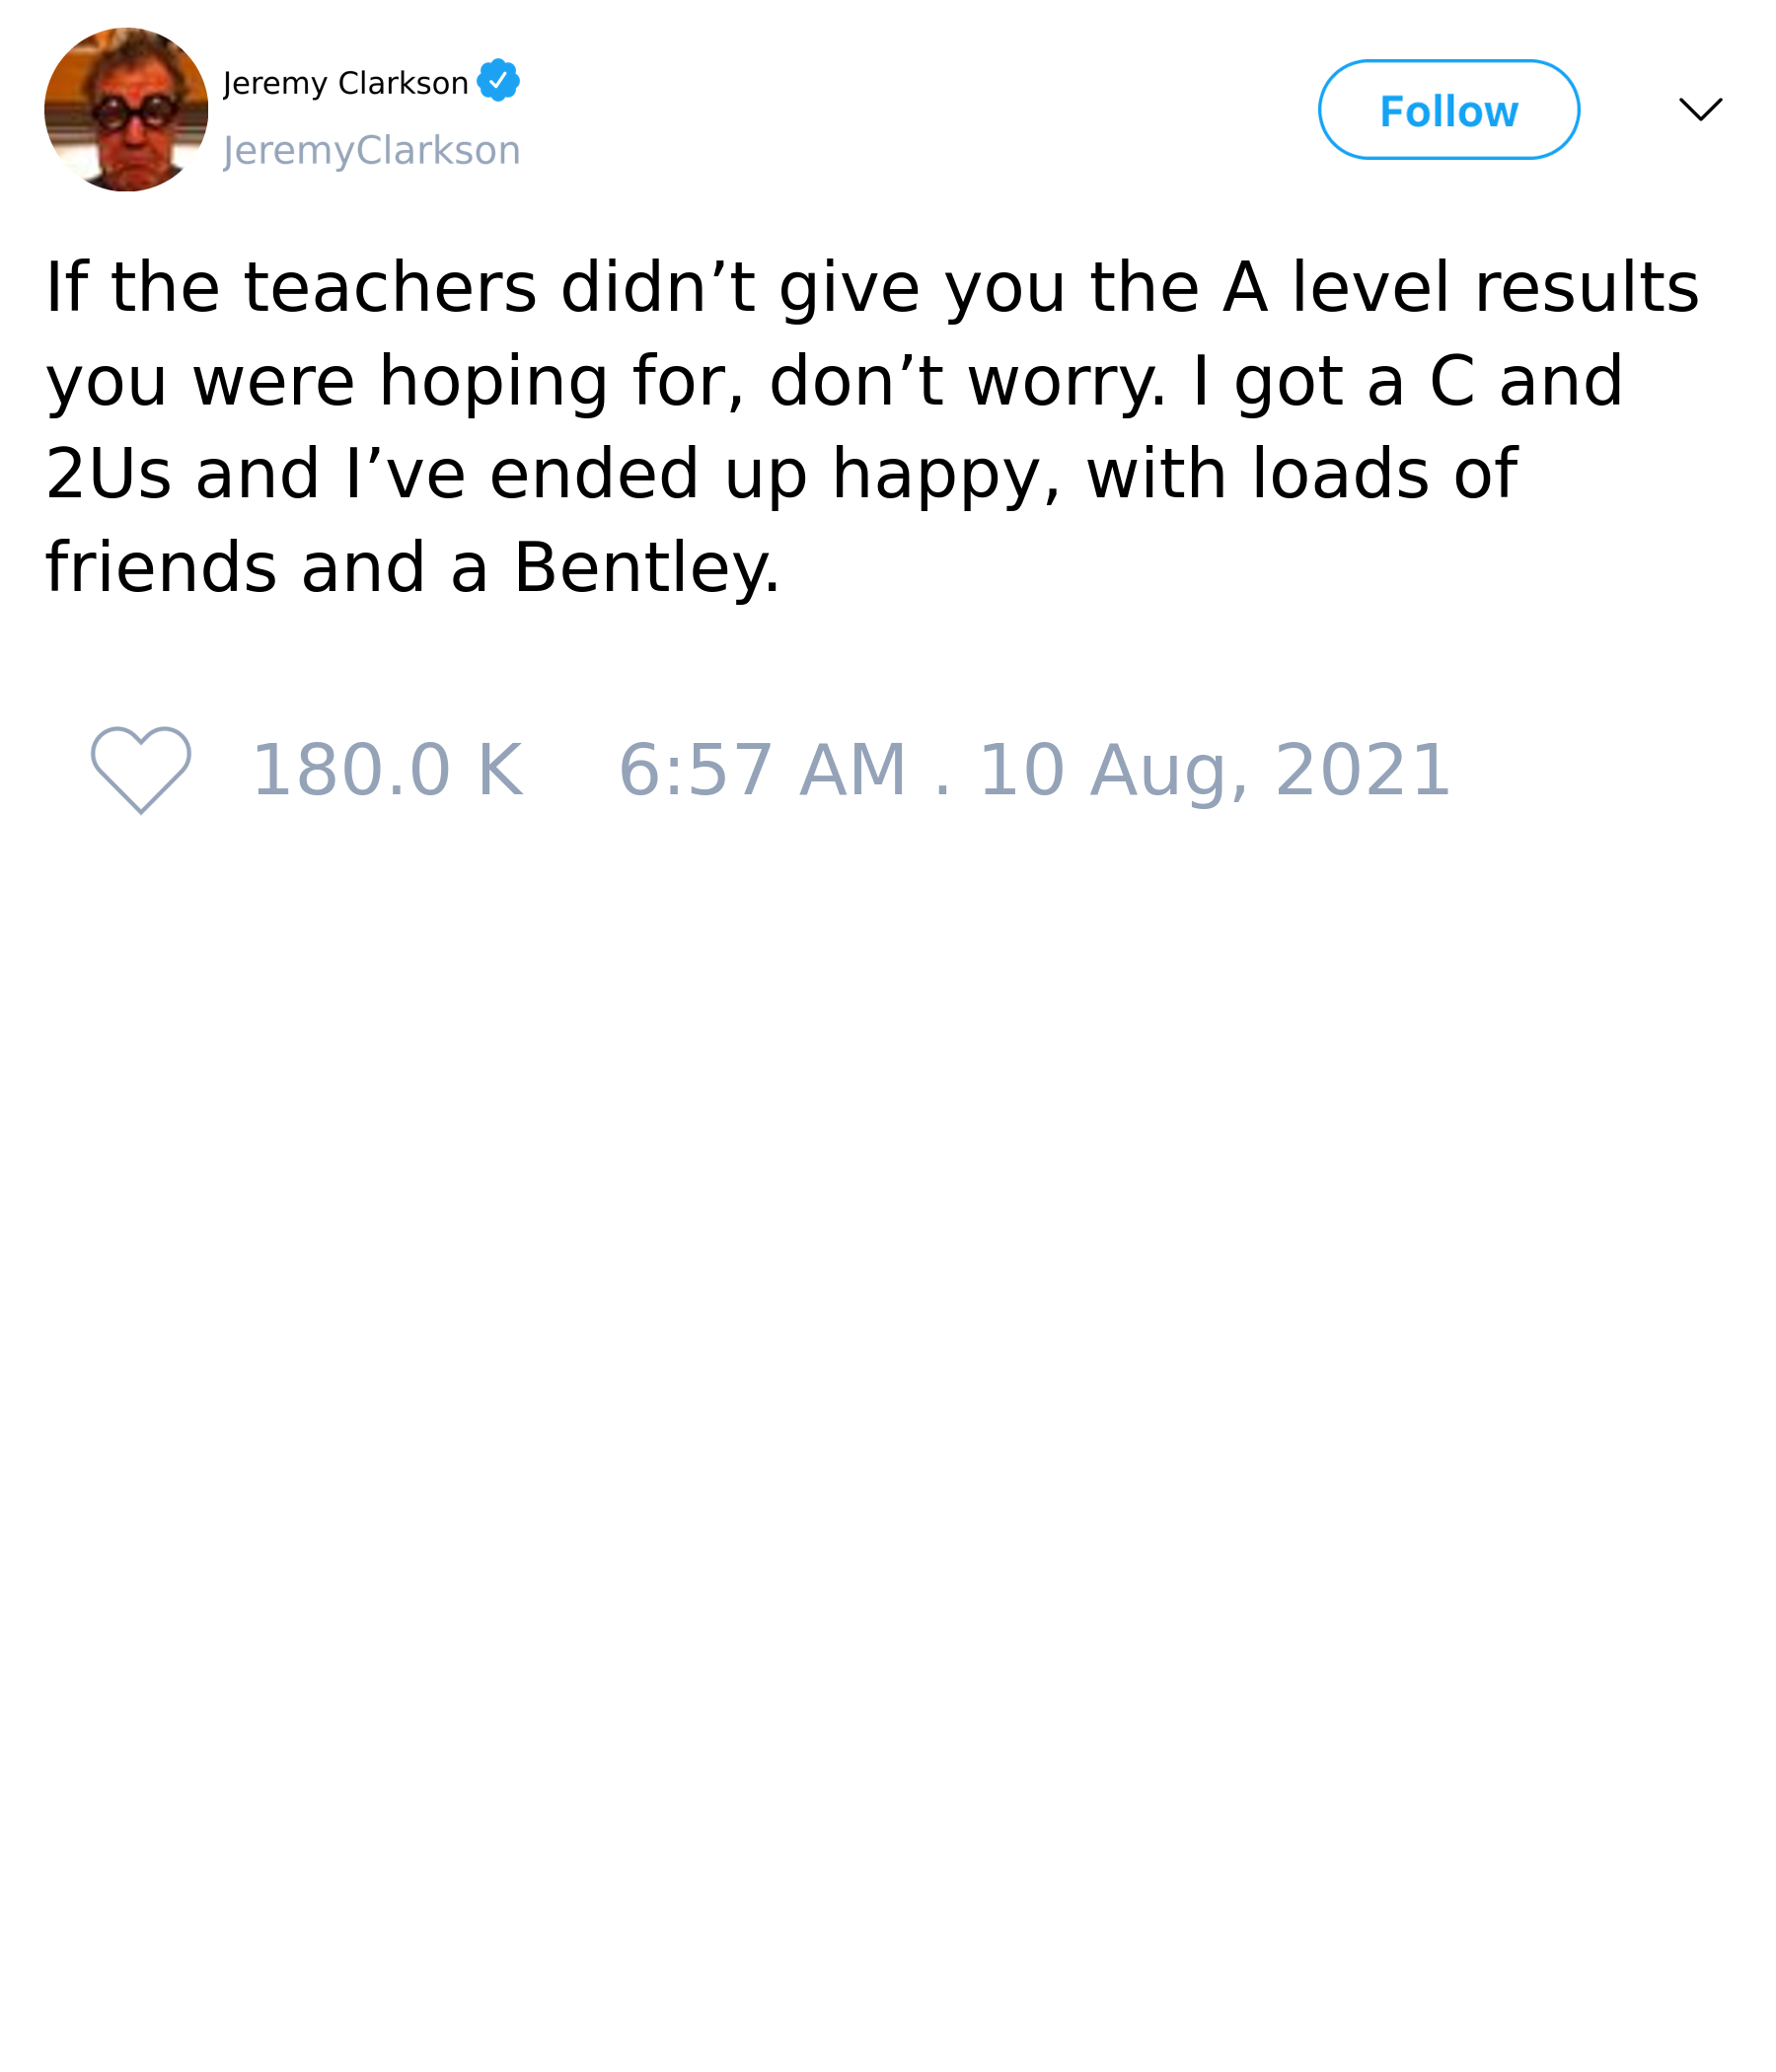 Jeremy Clarkson
JeremyClarkson
Follow
If the teachers didn’t give you the A level results
you were hoping for, don’t worry. I got a C and
2Us and I’ve ended up happy, with loads of
friends and a Bentley.
180.0 K 6:57 AM . 10 Aug, 2021